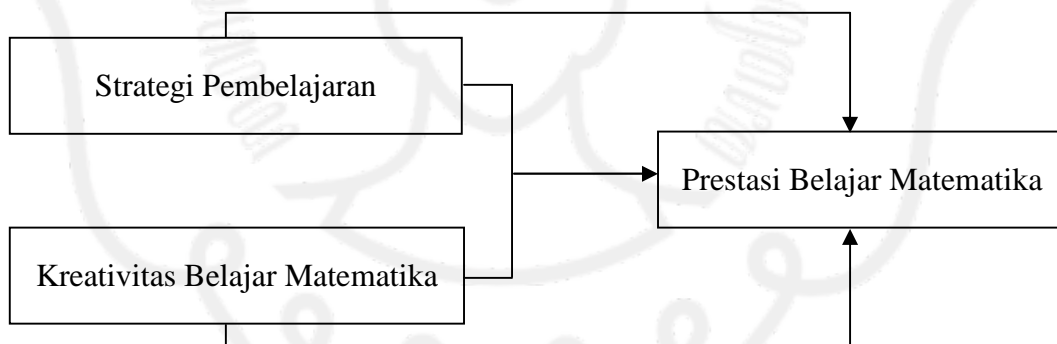 Strategi Pembelajaran
Prestasi Belajar Matematika
Kreativitas Belajar Matematika